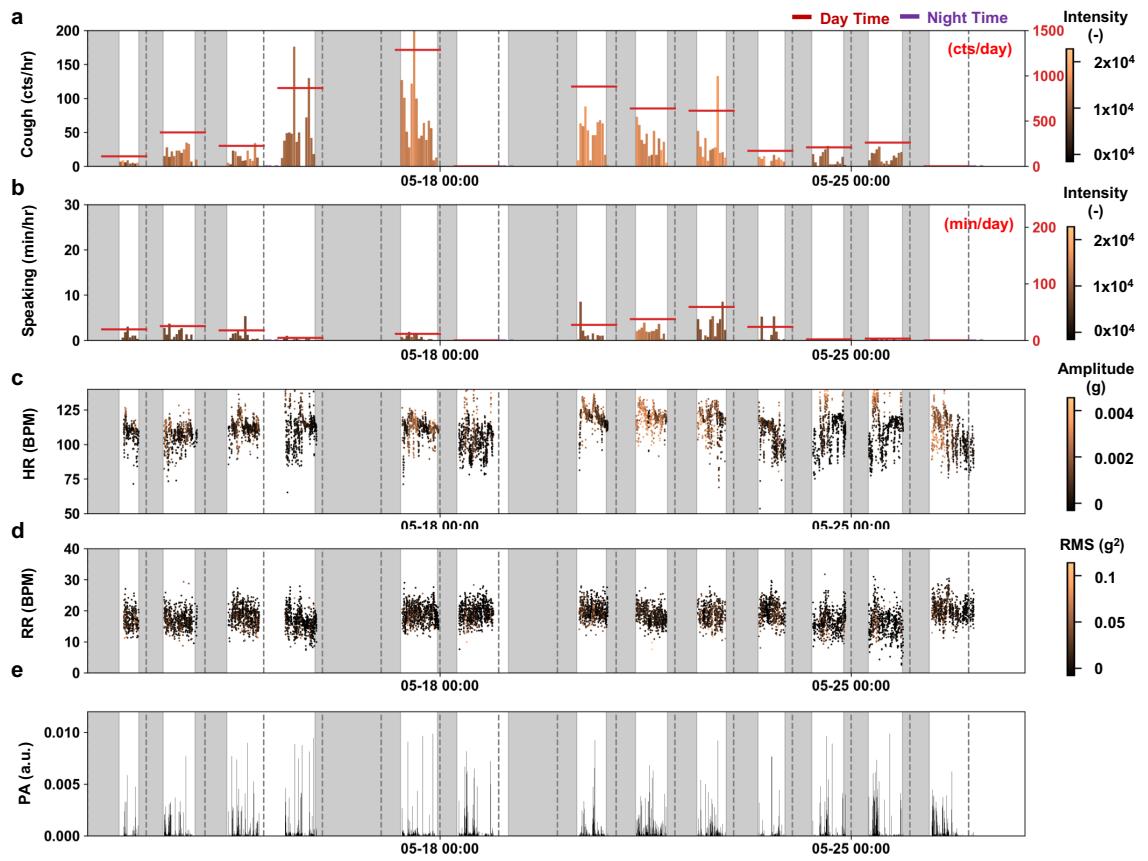 a
Day Time
Night Time
Intensity
(-)
Cough (cts/hr)
200
150
100
50
0
(cts/day)
1500
1000
500
0
2x10⁴
1x10⁴
0x10⁴
05-18 00:00
05-25 00:00
b
Speaking (min/hr)
30
20
10
0
(min/day)
200
100
0
Intensity
(-)
2x10⁴
1x10⁴
0x10⁴
05-18 00:00
05-25 00:00
c
HR (BPM)
125
100
75
50
Amplitude
(g)
0.004
0.002
0
05-18 00:00
05-25 00:00
d
RR (BPM)
40
30
20
10
0
RMS (g²)
0.1
0.05
0
05-18 00:00
05-25 00:00
e
PA (a.u.)
0.010
0.005
0.000
05-18 00:00
05-25 00:00